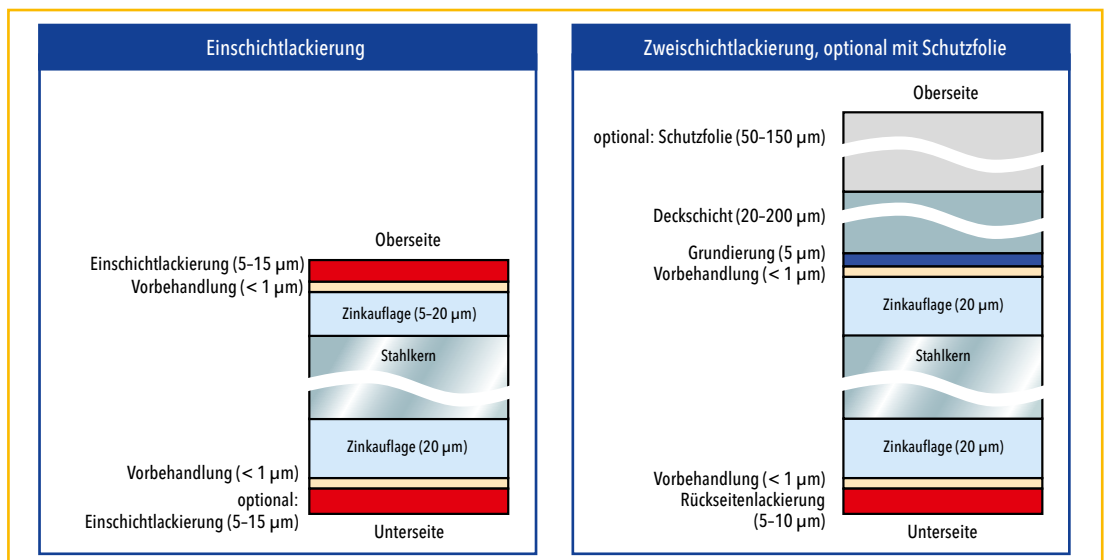 Einschichtlackierung
Oberseite
Einschichtlackierung (5–15 µm)
Vorbehandlung (< 1 µm)
Zinkauflage (5–20 µm)
Stahlkern
Zinkauflage (20 µm)
Vorbehandlung (< 1 µm)
optional:
Einschichtlackierung (5–15 µm)
Unterseite
Zweischichtlackierung, optional mit Schutzfolie
Oberseite
optional: Schutzfolie (50–150 µm)
Deckschicht (20–200 µm)
Grundierung (5 µm)
Vorbehandlung (< 1 µm)
Zinkauflage (20 µm)
Stahlkern
Zinkauflage (20 µm)
Vorbehandlung (< 1 µm)
Rückseitenlackierung
(5–10 µm)
Unterseite